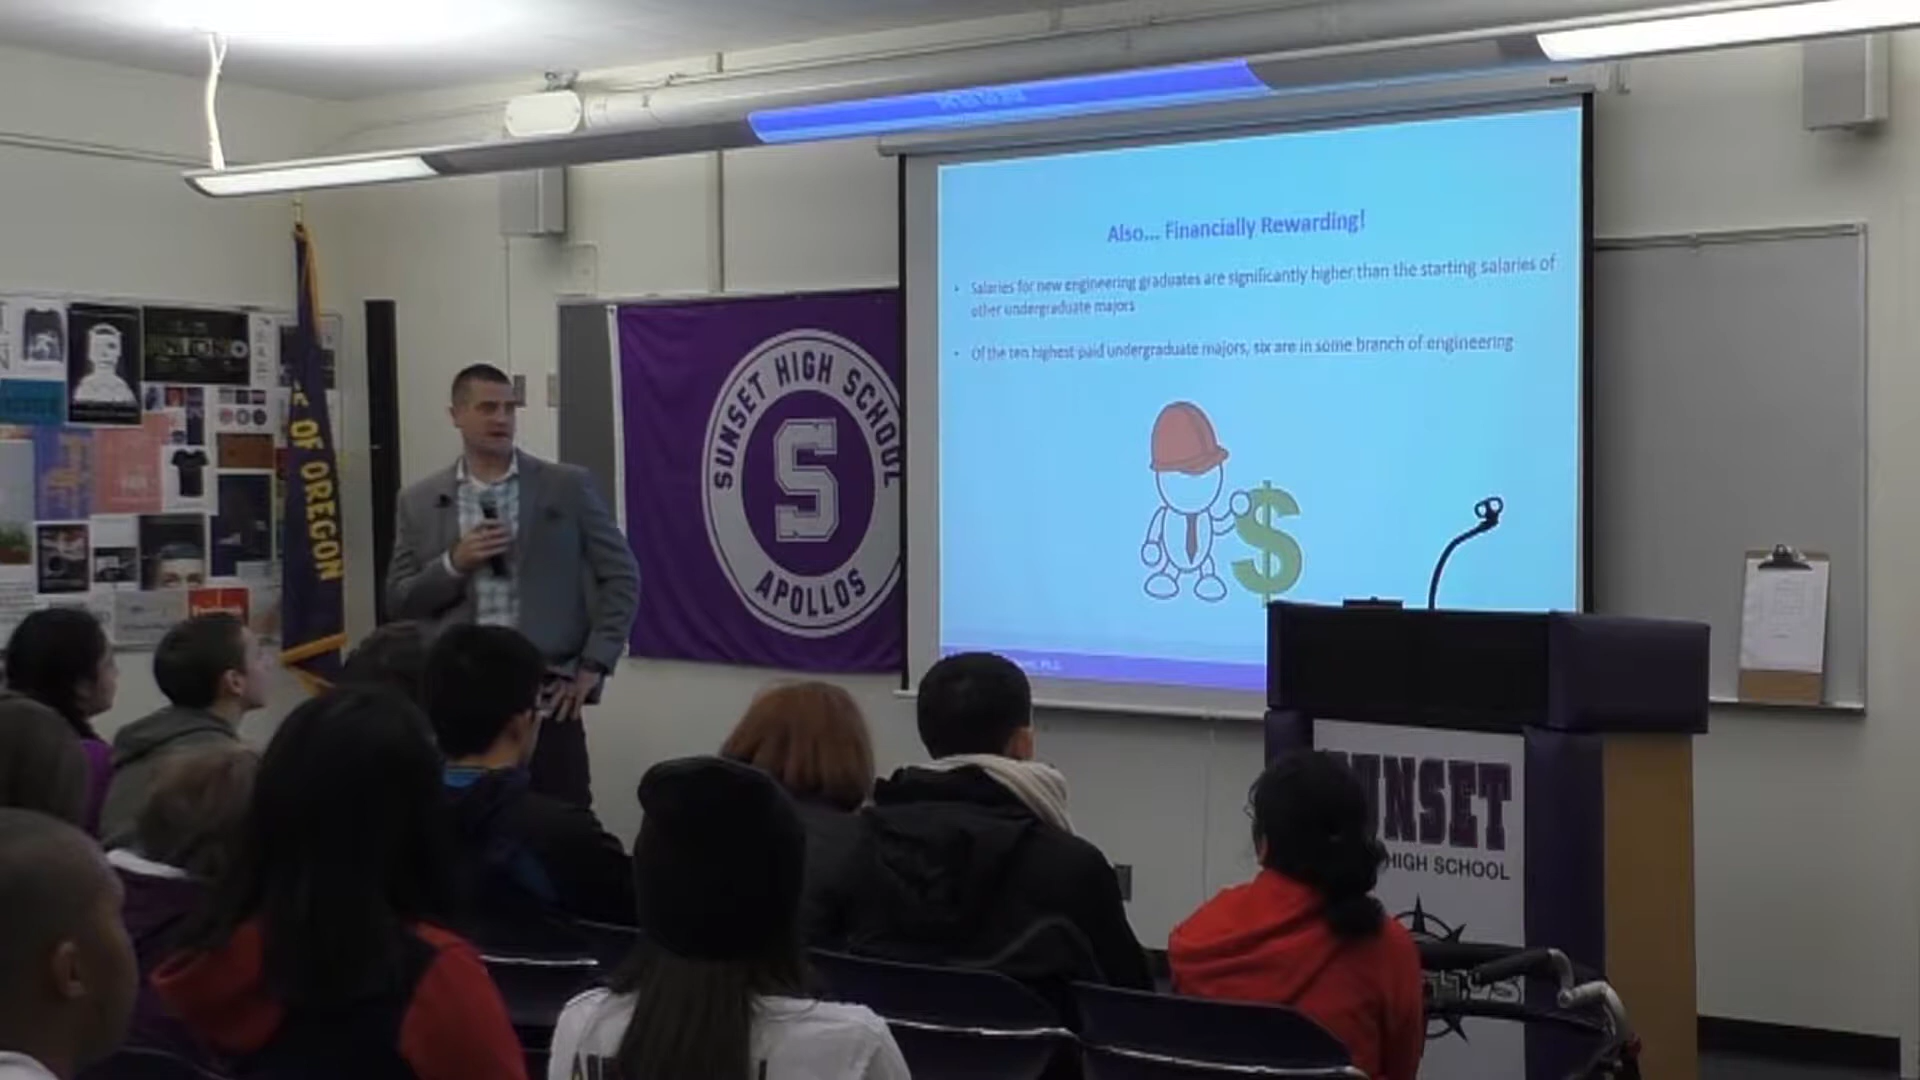 Also... Financially Rewarding!
• Salaries for new engineering graduates are significantly higher than the starting salaries of
other undergraduate majors
• Of the ten highest paid undergraduate majors, six are in some branch of engineering
$
SUNSET HIGH SCHOOL
S
APOLLOS
OF OREGON
UNSET
HIGH SCHOOL